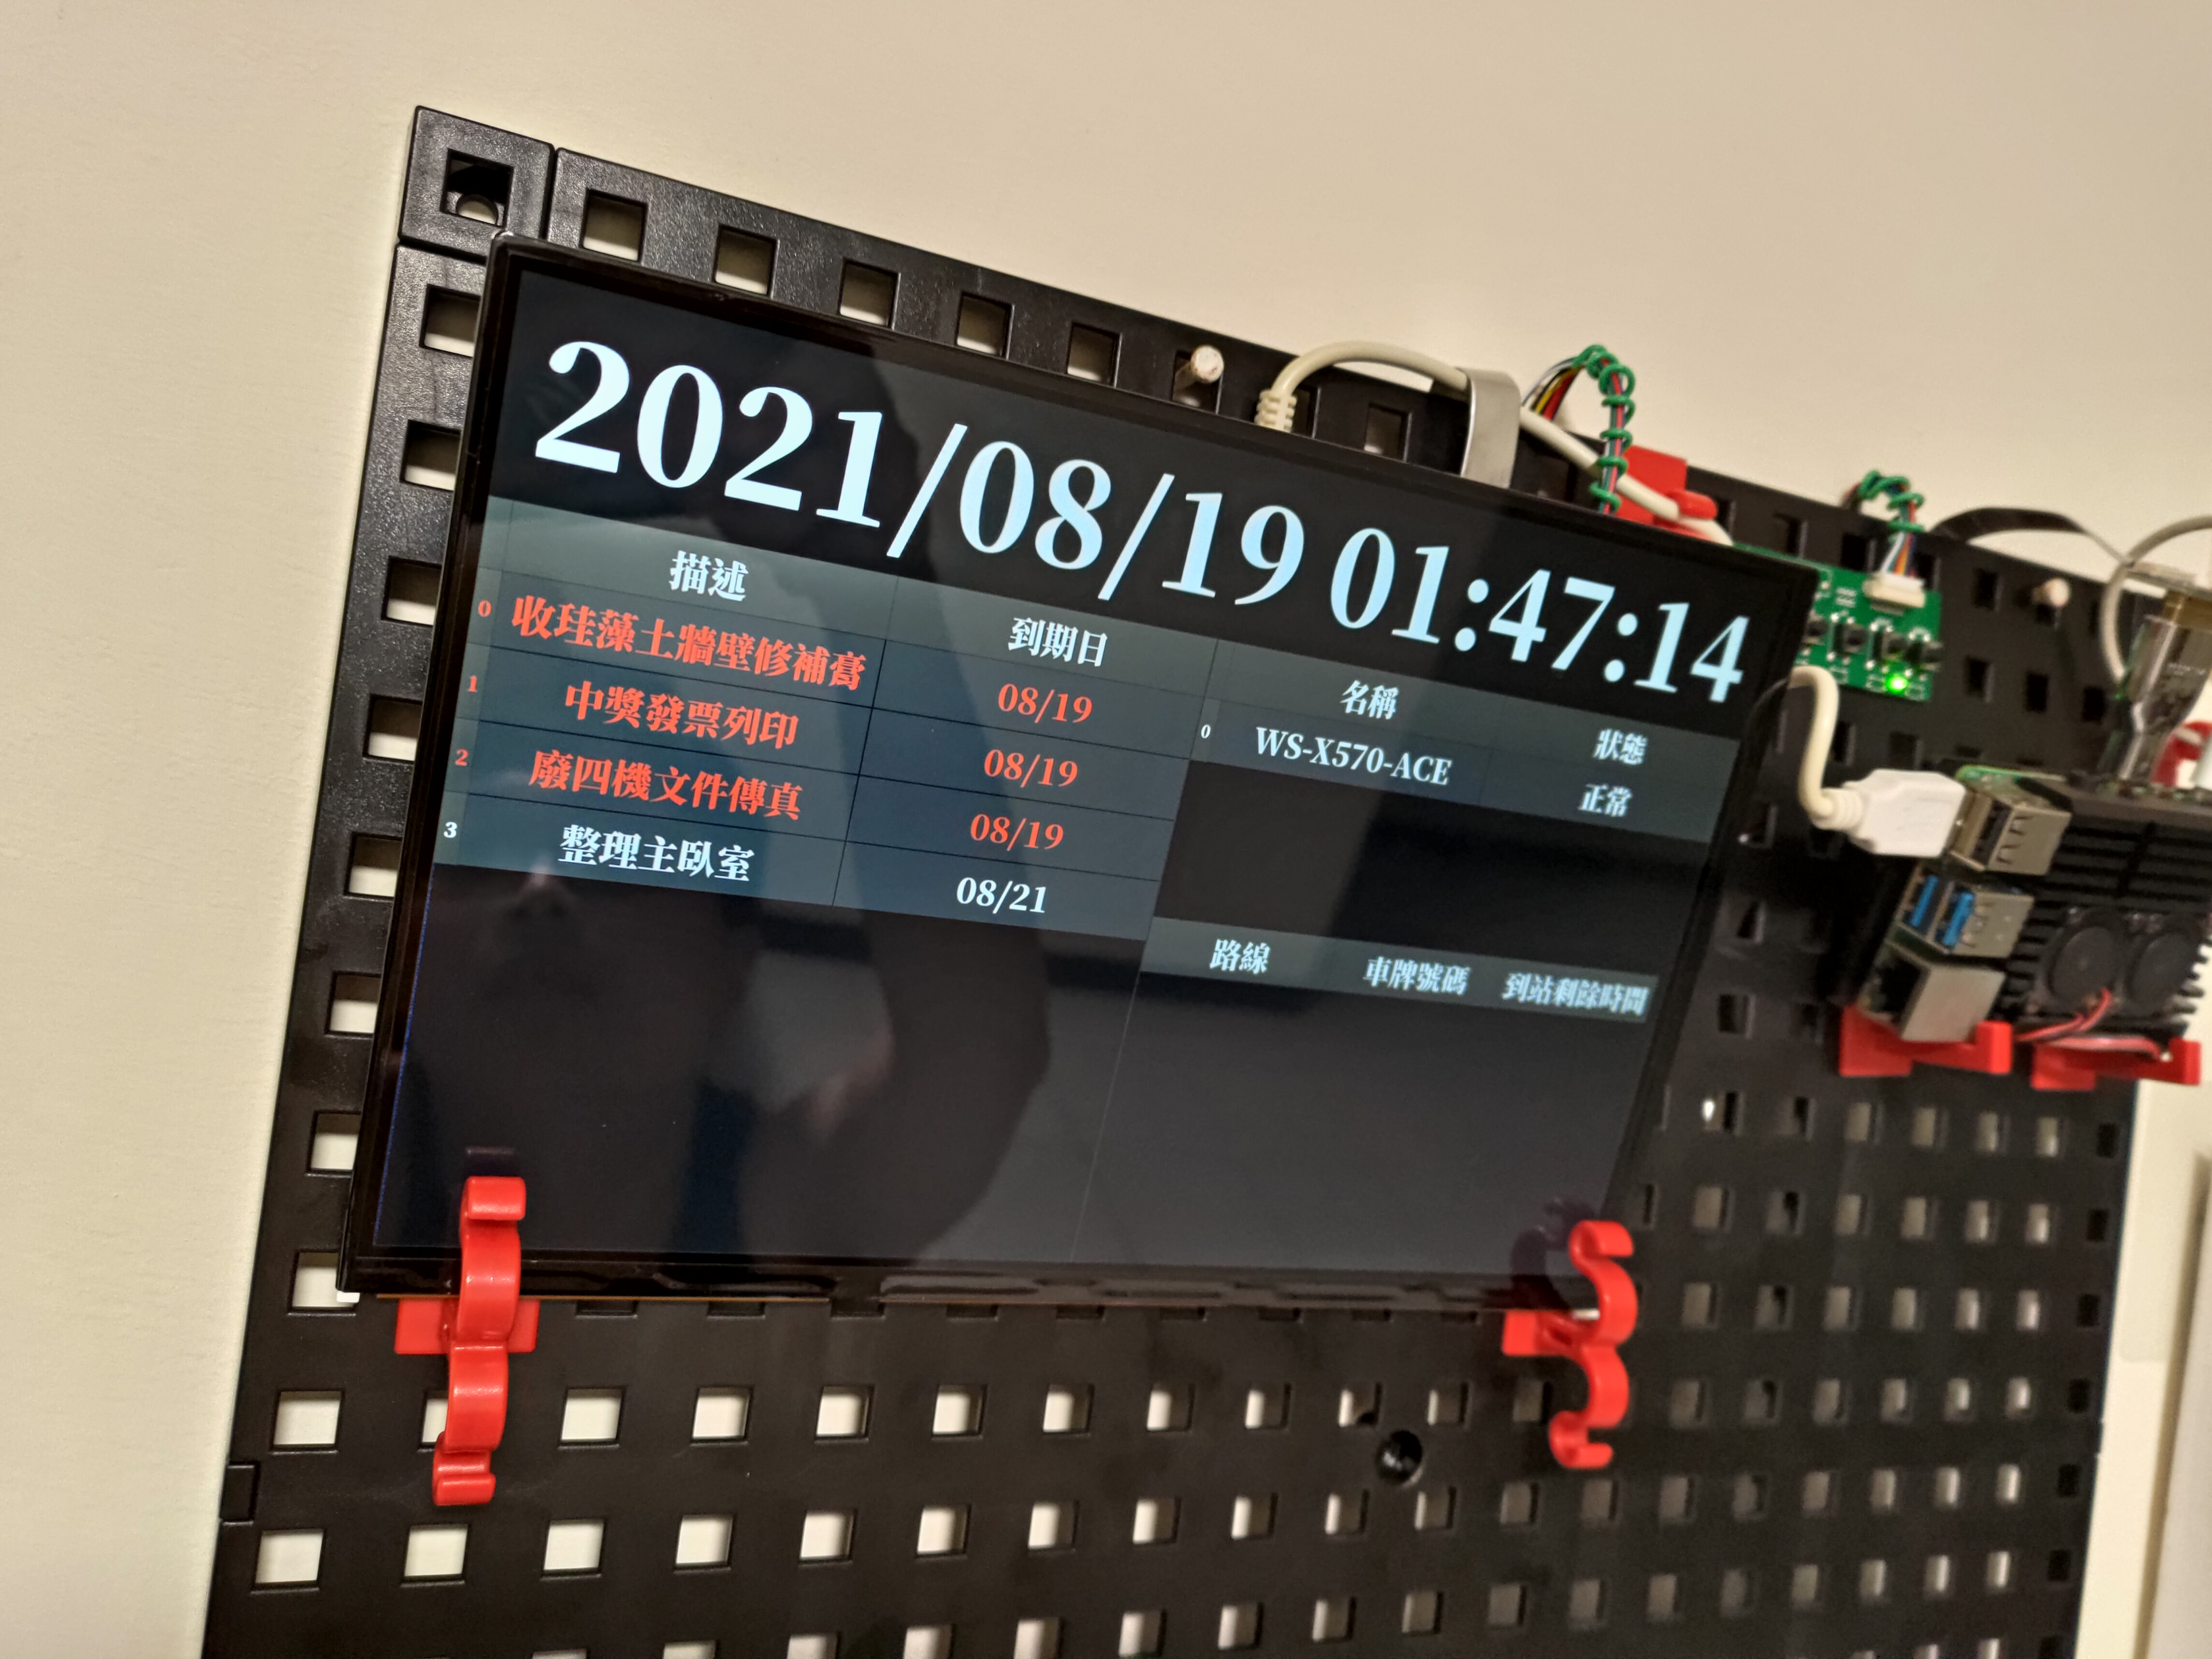 2021/08/19 01:47:14
描述 到期日
0 收珪藻土牆壁修補膏 08/19
1 中獎發票列印 08/19
2 廢四機文件傳真 08/19
3 整理主臥室 08/21
名稱 狀態
0 WS-X570-ACE 正常
路線 車牌號碼 到站剩餘時間